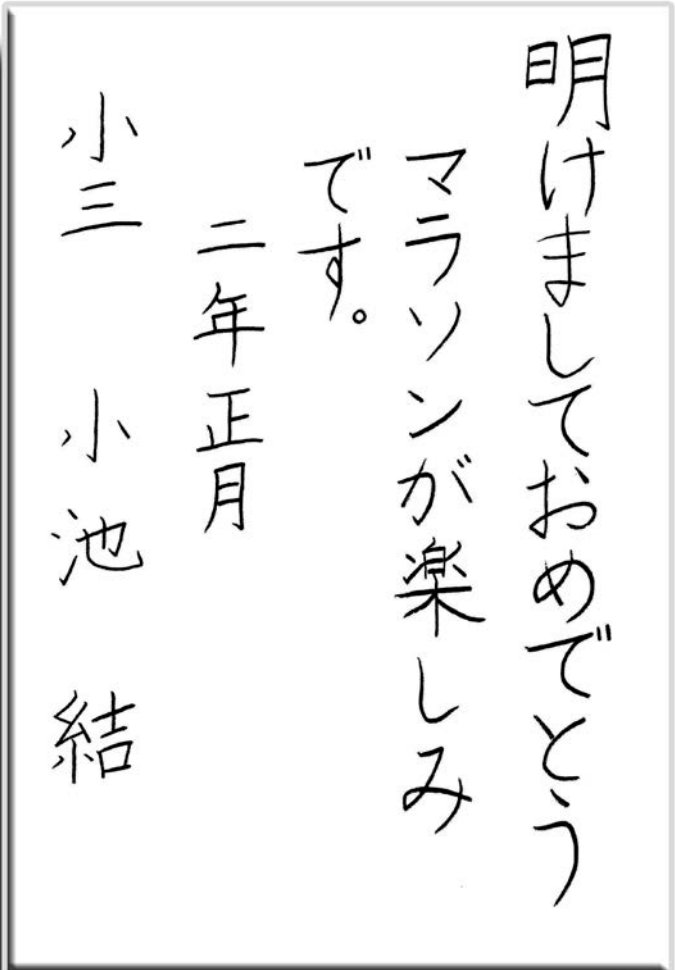 明けましておめでとう
マラソンが楽しみ
です。
二年正月
小三 小池 結